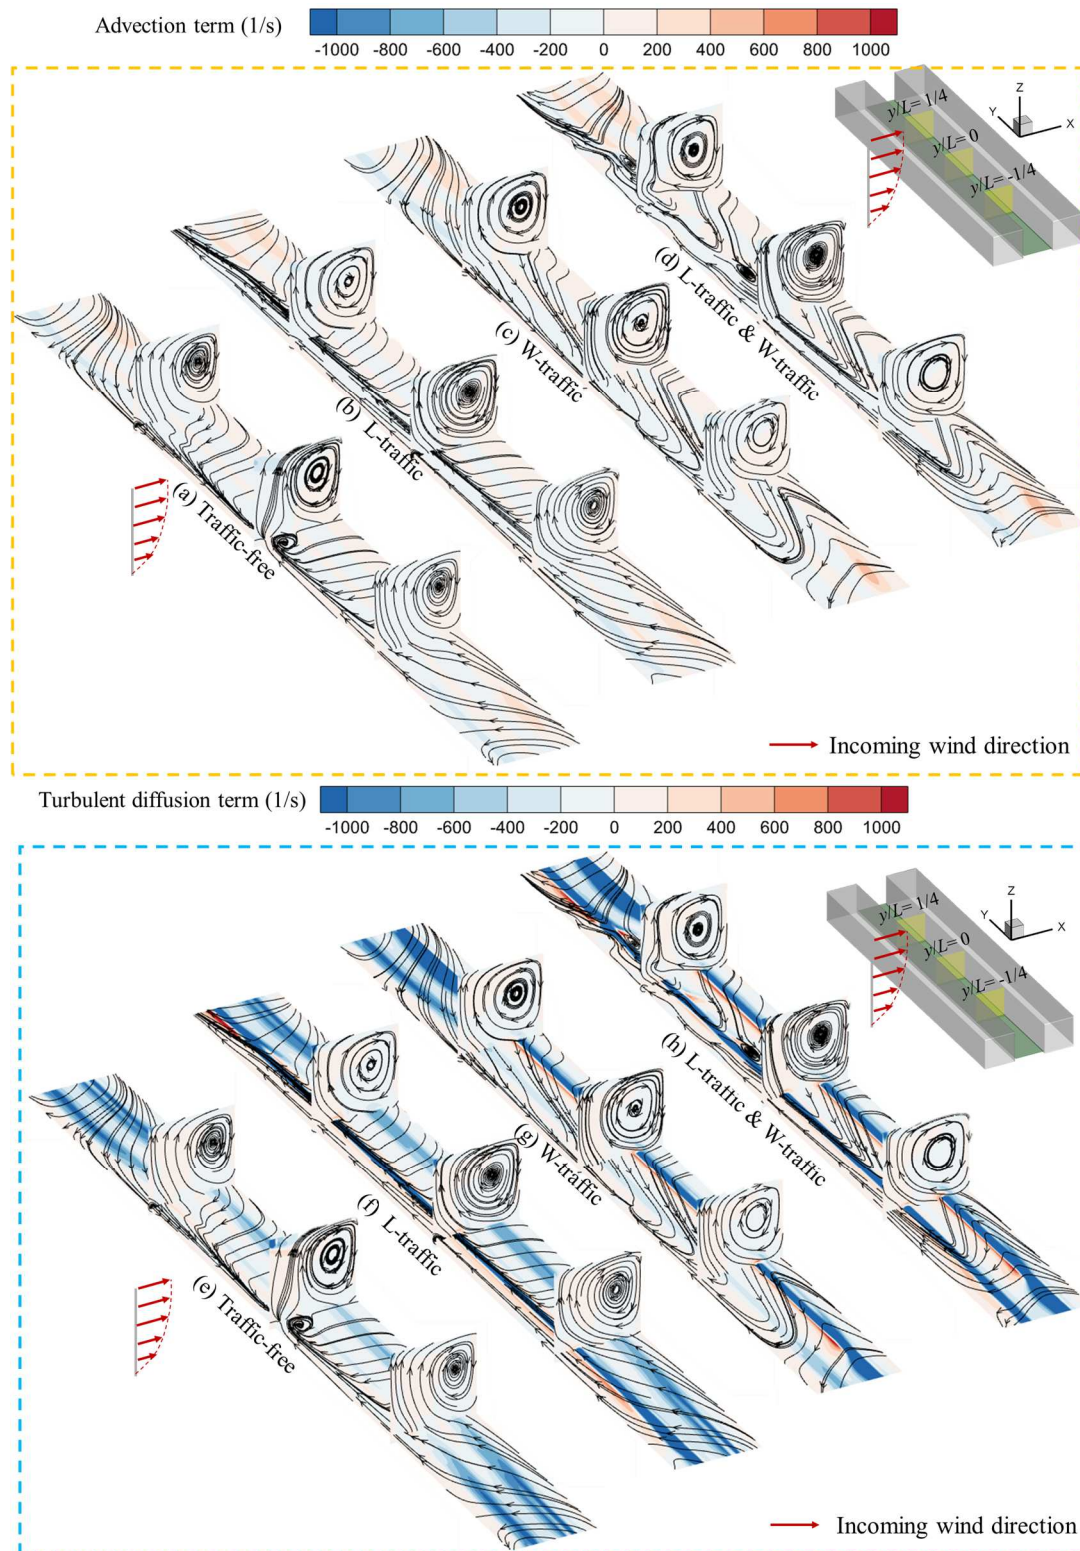 Advection term (1/s)
-1000 -800 -600 -400 -200 0 200 400 600 800 1000
y/L= 1/4
y/L= 0
y/L= -1/4
Z
Y
X
(d) L-traffic & W-traffic
(c) W-traffic
(b) L-traffic
(a) Traffic-free
Incoming wind direction
Turbulent diffusion term (1/s)
-1000 -800 -600 -400 -200 0 200 400 600 800 1000
y/L= 1/4
y/L= 0
y/L= -1/4
Z
Y
X
(h) L-traffic & W-traffic
(g) W-traffic
(f) L-traffic
(e) Traffic-free
Incoming wind direction